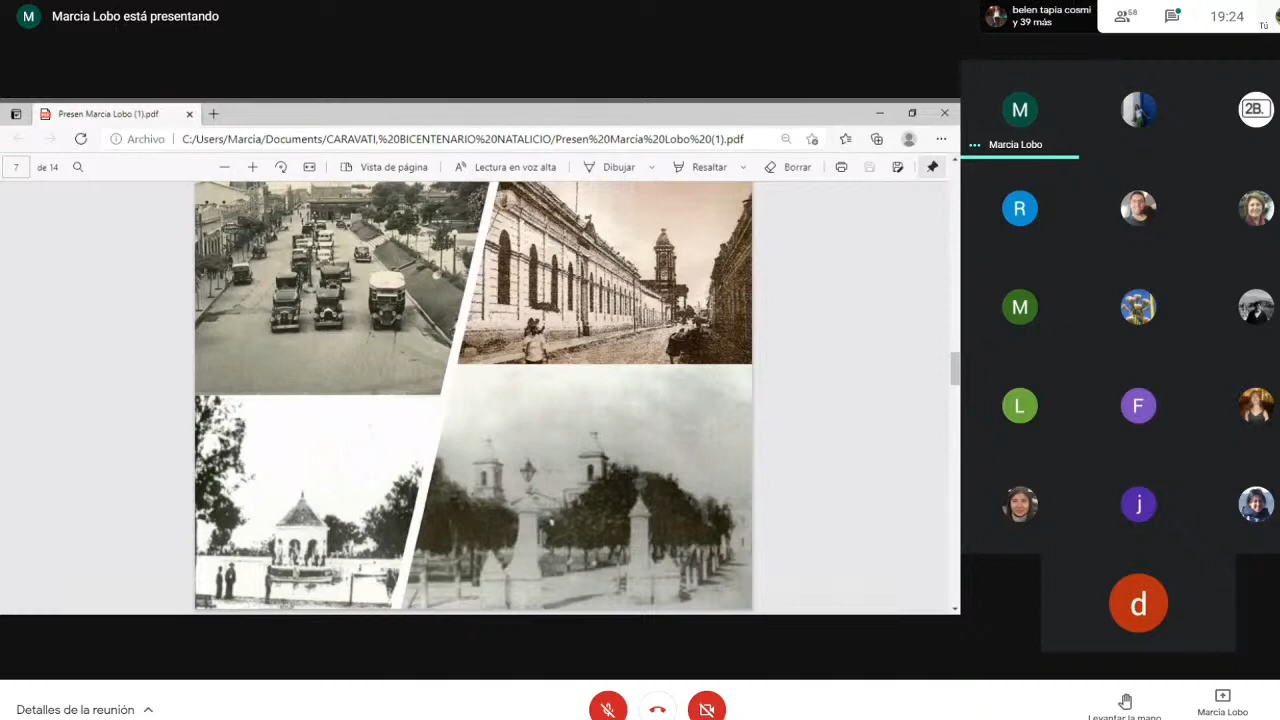 M Marcia Lobo está presentando
belen tapia cosmi
y 39 más
58
19:24
Tú
Presen Marcia Lobo (1).pdf
Archivo C:/Users/Marcia/Documents/CARAVATI,%20BICENTENARIO%20NATALICIO/Presen%20Marcia%20Lobo%20(1).pdf
7 de 14
Vista de página
Lectura en voz alta
Dibujar
Resaltar
Borrar
M
2B.
Marcia Lobo
R
M
L
F
j
d
Detalles de la reunión
Levantar la mano
Marcia Lobo